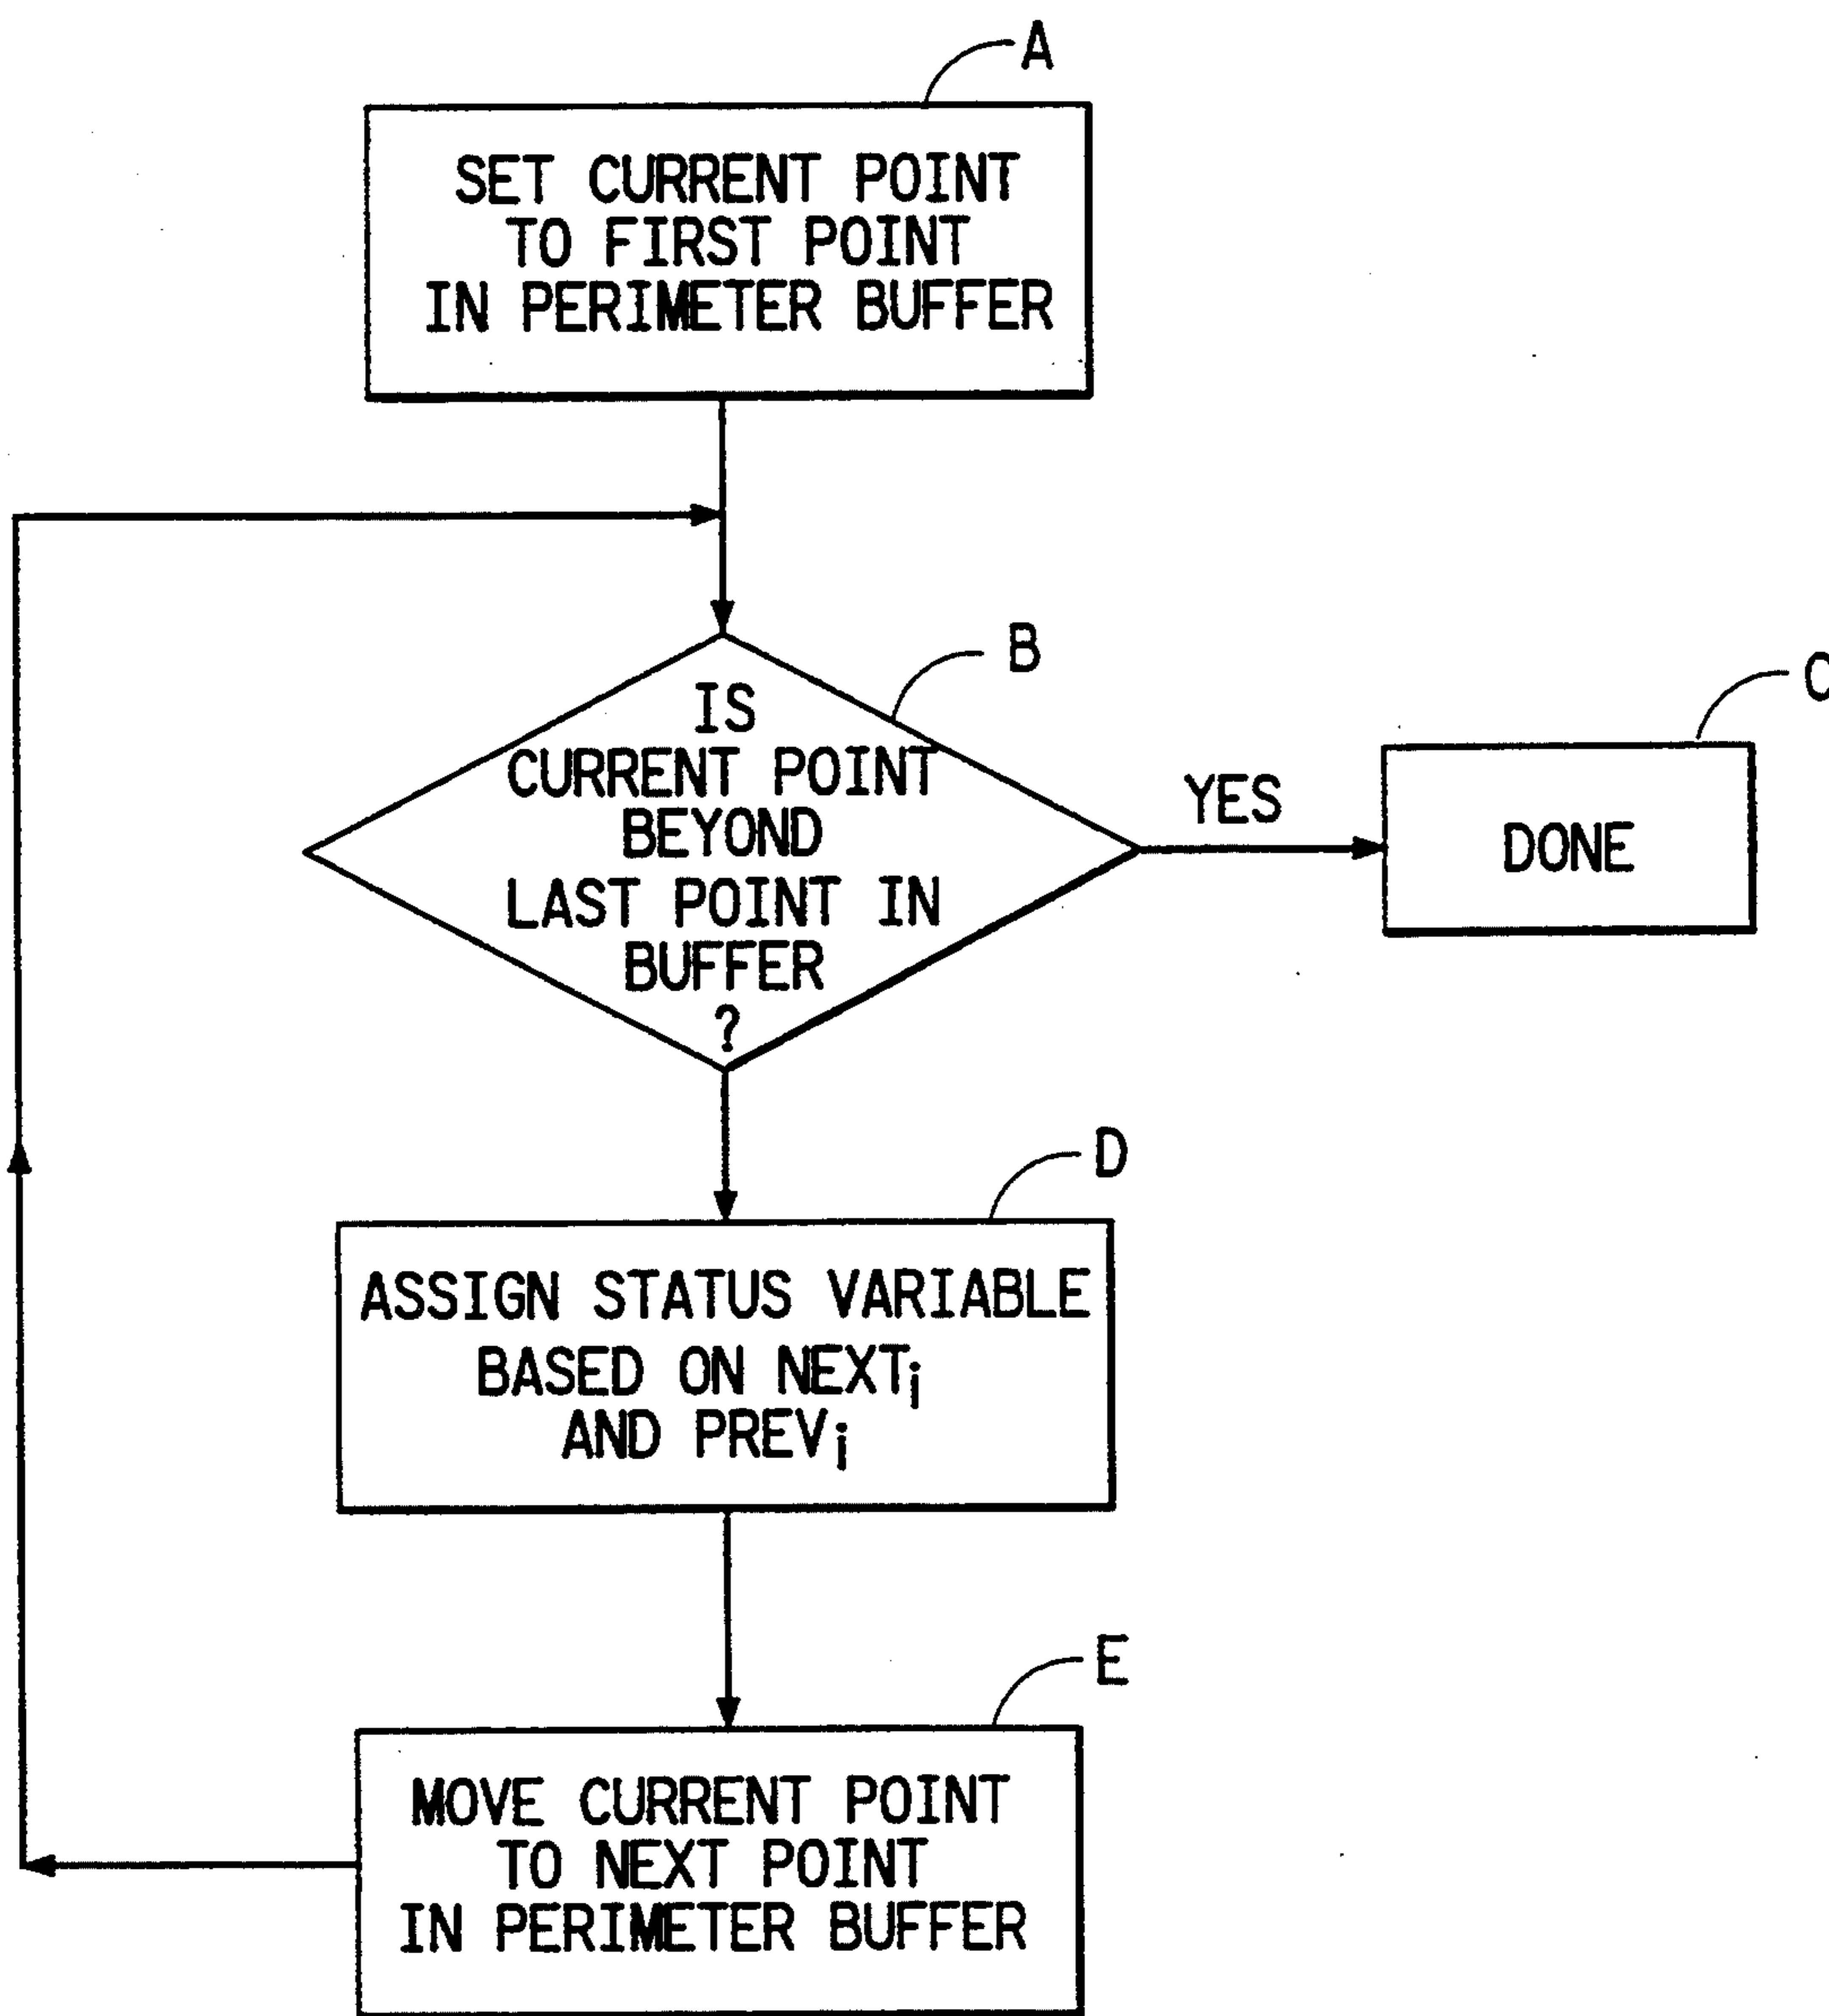 A
SET CURRENT POINT
TO FIRST POINT
IN PERIMETER BUFFER
B
IS
CURRENT POINT
BEYOND
LAST POINT IN
BUFFER
?
YES
C
DONE
D
ASSIGN STATUS VARIABLE
BASED ON NEXTi
AND PREVi
E
MOVE CURRENT POINT
TO NEXT POINT
IN PERIMETER BUFFER